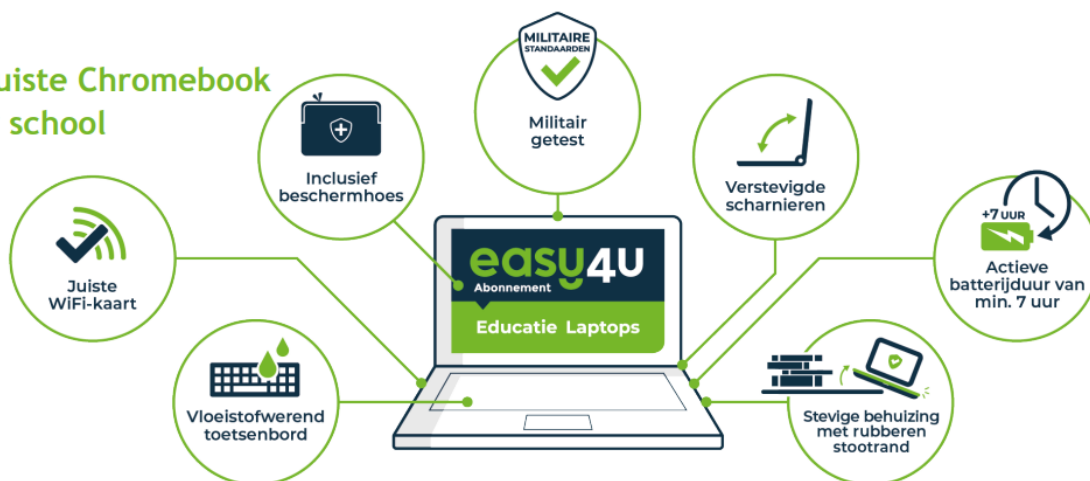 uiste Chromebook
school
MILITAIRE
STANDAARDEN
Militair
getest
Inclusief
beschermhoes
Verstevigde
scharnieren
Juiste
WiFi-kaart
+7 UUR
Actieve
batterijduur van
min. 7 uur
easy4u
Abonnement
Educatie Laptops
Vloeistofwerend
toetsenbord
Stevige behuizing
met rubberen
stootrand